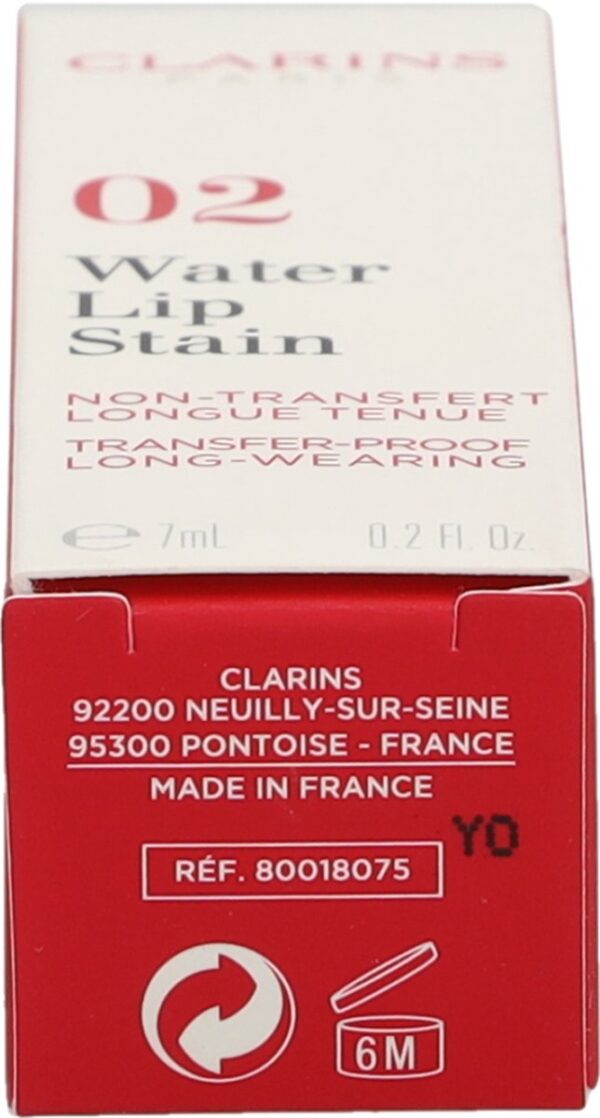 CLARINS
PARIS
02
Water
Lip
Stain
NON-TRANSFERT
LONGUE TENUE
TRANSFER-PROOF
LONG-WEARING
e 7mL 0.2 Fl. Oz.
CLARINS
92200 NEUILLY-SUR-SEINE
95300 PONTOISE - FRANCE
MADE IN FRANCE
YO
RÉF. 80018075
6M